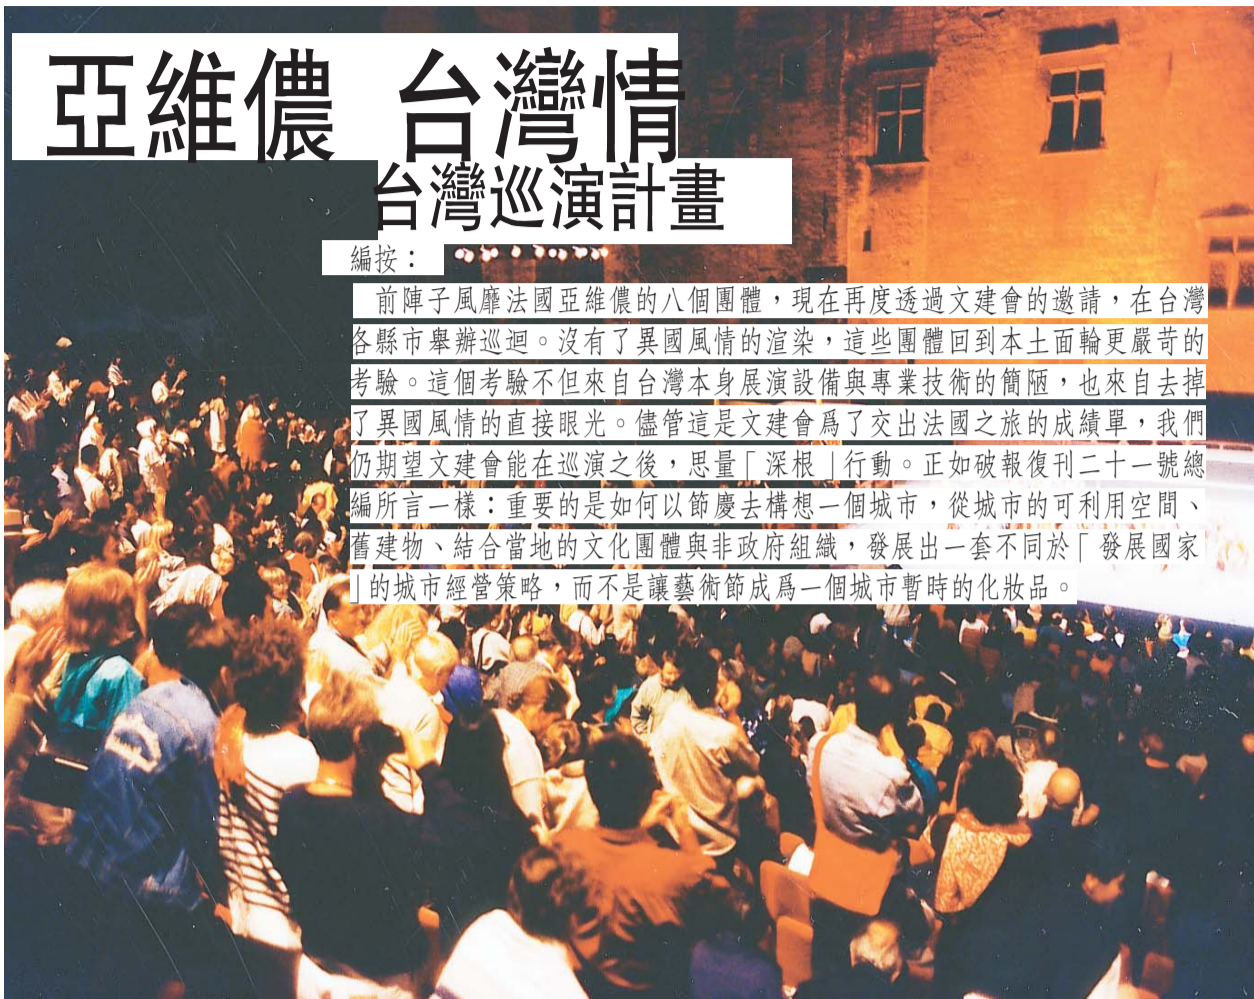 亞維儂 台灣情
台灣巡演計畫
編按：
前陣子風靡法國亞維儂的八個團體，現在再度透過文建會的邀請，在台灣
各縣市舉辦巡迴。沒有了異國風情的渲染，這些團體回到本土面輪更嚴苛的
考驗。這個考驗不但來自台灣本身展演設備與專業技術的簡陋，也來自去掉
了異國風情的直接眼光。儘管這是文建會爲了交出法國之旅的成績單，我們
仍期望文建會能在巡演之後，思量「深根」行動。正如破報復刊二十一號總
編所言一樣：重要的是如何以節慶去構想一個城市，從城市的可利用空間、
舊建物、結合當地的文化團體與非政府組織，發展出一套不同於「發展國家
」的城市經營策略，而不是讓藝術節成爲一個城市暫時的化妝品。